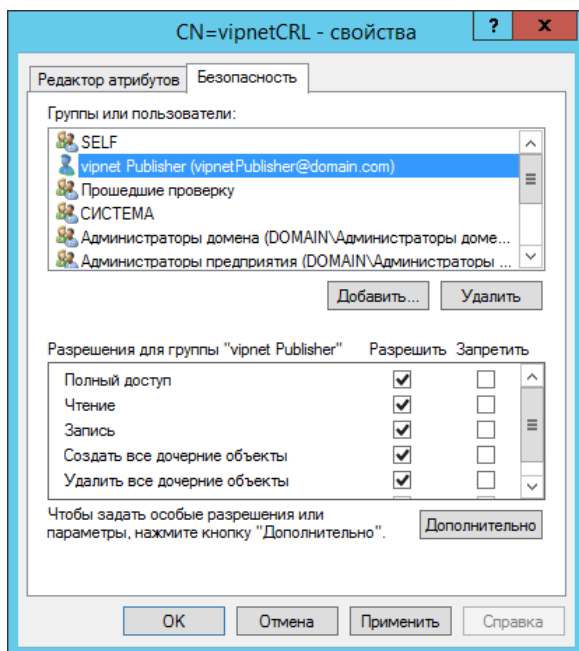 CN=vipnetCRL - свойства
?
x
Редактор атрибутов
Безопасность
Группы или пользователи:
SELF
vipnet Publisher (vipnetPublisher@domain.com)
Прошедшие проверку
СИСТЕМА
Администраторы домена (DOMAIN\Администраторы доме...
Администраторы предприятия (DOMAIN\Администраторы ...
Добавить...
Удалить
Разрешения для группы "vipnet Publisher"
Разрешить
Запретить
Полный доступ
Чтение
Запись
Создать все дочерние объекты
Удалить все дочерние объекты
Чтобы задать особые разрешения или
параметры, нажмите кнопку "Дополнительно".
Дополнительно
OK
Отмена
Применить
Справка